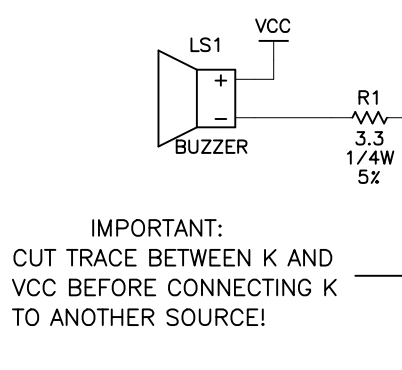 VCC
LS1
+
R1
−
3.3
BUZZER
1/4W
5%
IMPORTANT:
CUT TRACE BETWEEN K AND
VCC BEFORE CONNECTING K
TO ANOTHER SOURCE!